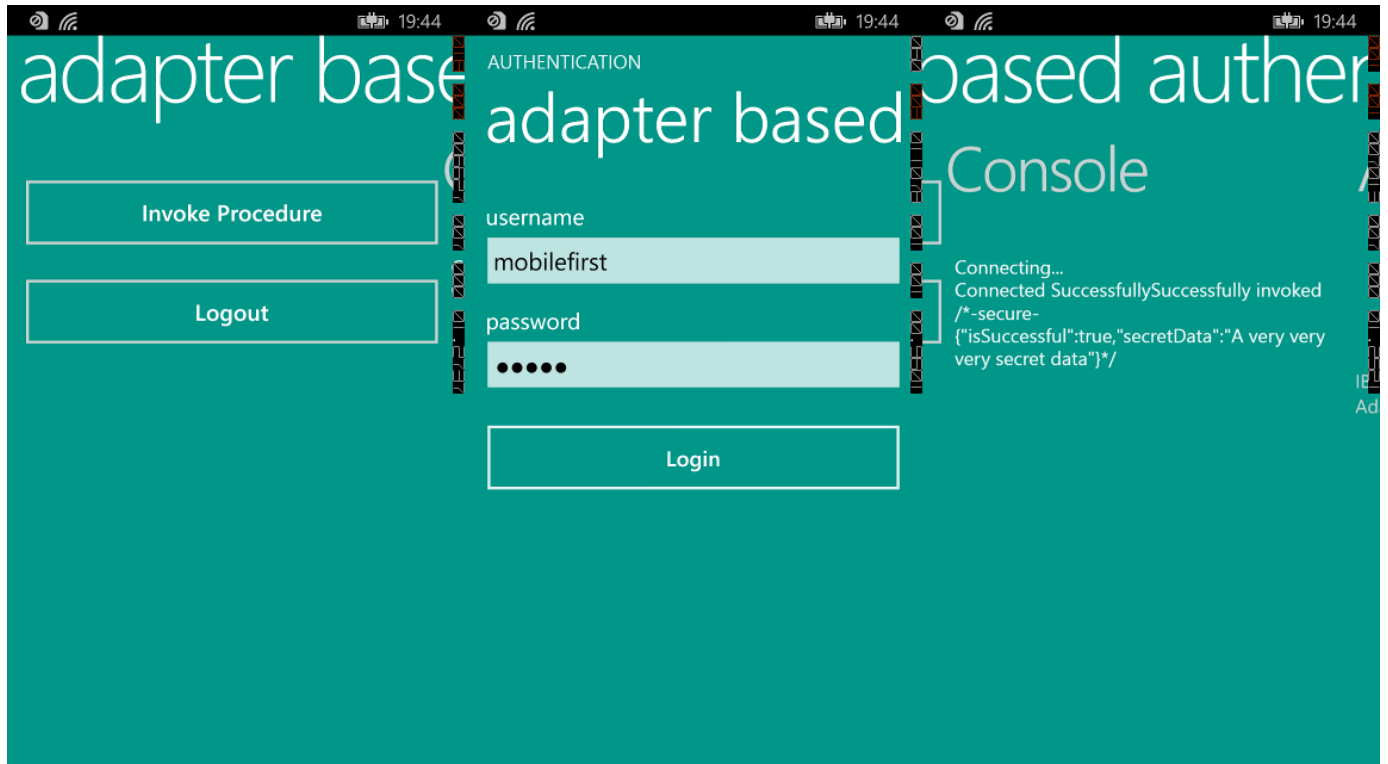 19:44
adapter base
Invoke Procedure
Logout
19:44
AUTHENTICATION
adapter based
username
mobilefirst
password
Login
19:44
based authen
Console
Connecting...
Connected SuccessfullySuccessfully invoked
/*-secure-
{"isSuccessful":true,"secretData":"A very very
very secret data"}*/
Ad